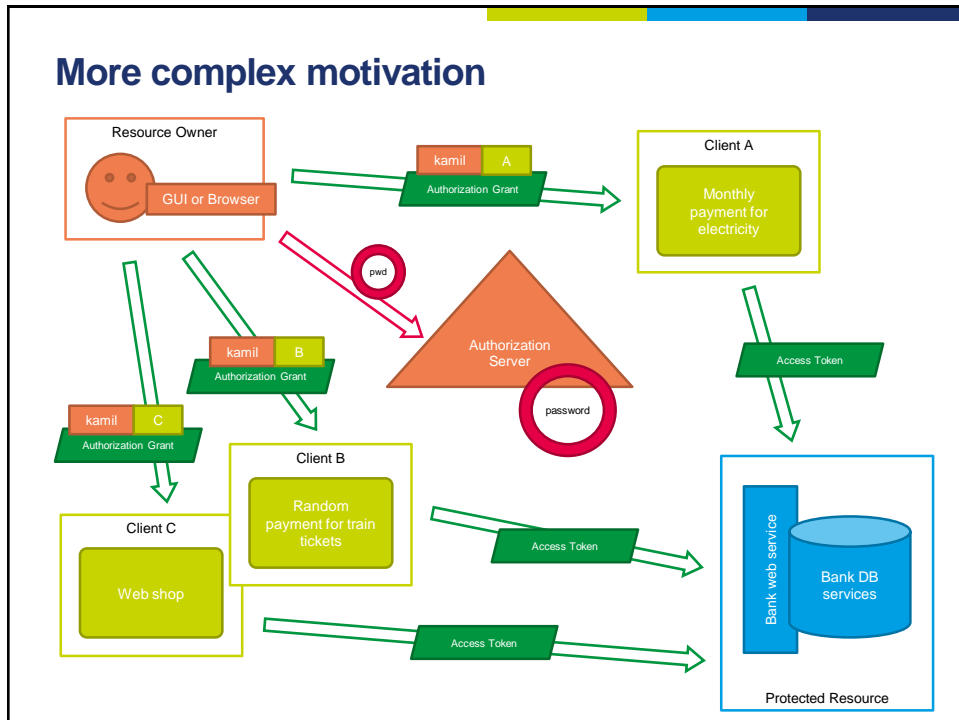 More complex motivation
Resource Owner
GUI or Browser
kamil
A
Authorization Grant
Client A
Monthly
payment for
electricity
pwd
kamil
B
Authorization Grant
Authorization
Server
password
Access Token
kamil
C
Authorization Grant
Client B
Random
payment for train
tickets
Client C
Web shop
Access Token
Access Token
Bank web service
Bank DB
services
Protected Resource